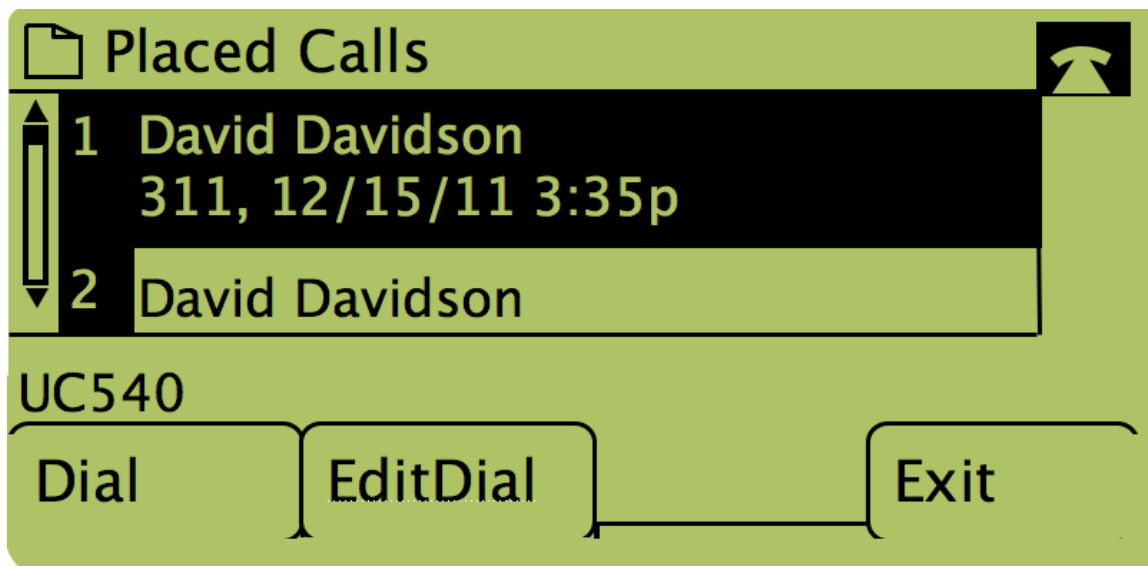 Placed Calls
1 David Davidson
311, 12/15/11 3:35p
2 David Davidson
UC540
Dial EditDial Exit